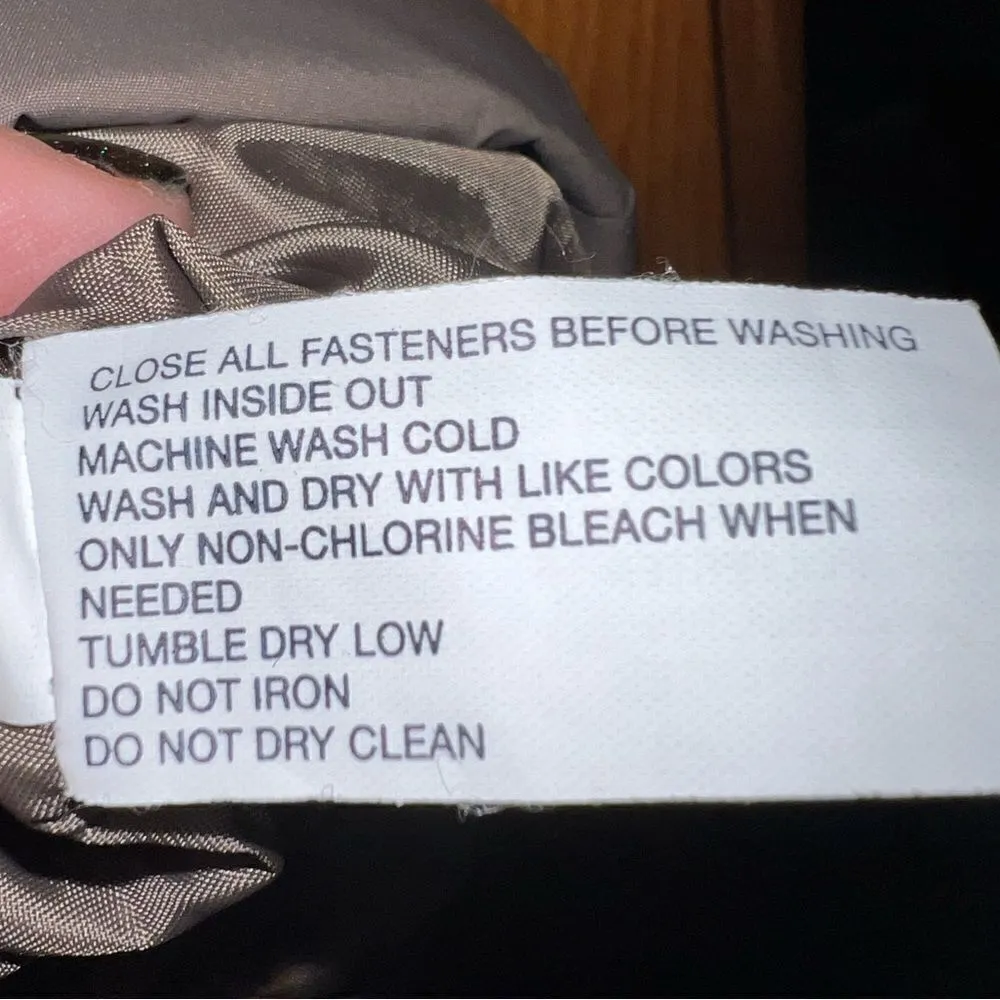 CLOSE ALL FASTENERS BEFORE WASHING
WASH INSIDE OUT
MACHINE WASH COLD
WASH AND DRY WITH LIKE COLORS
ONLY NON-CHLORINE BLEACH WHEN
NEEDED
TUMBLE DRY LOW
DO NOT IRON
DO NOT DRY CLEAN